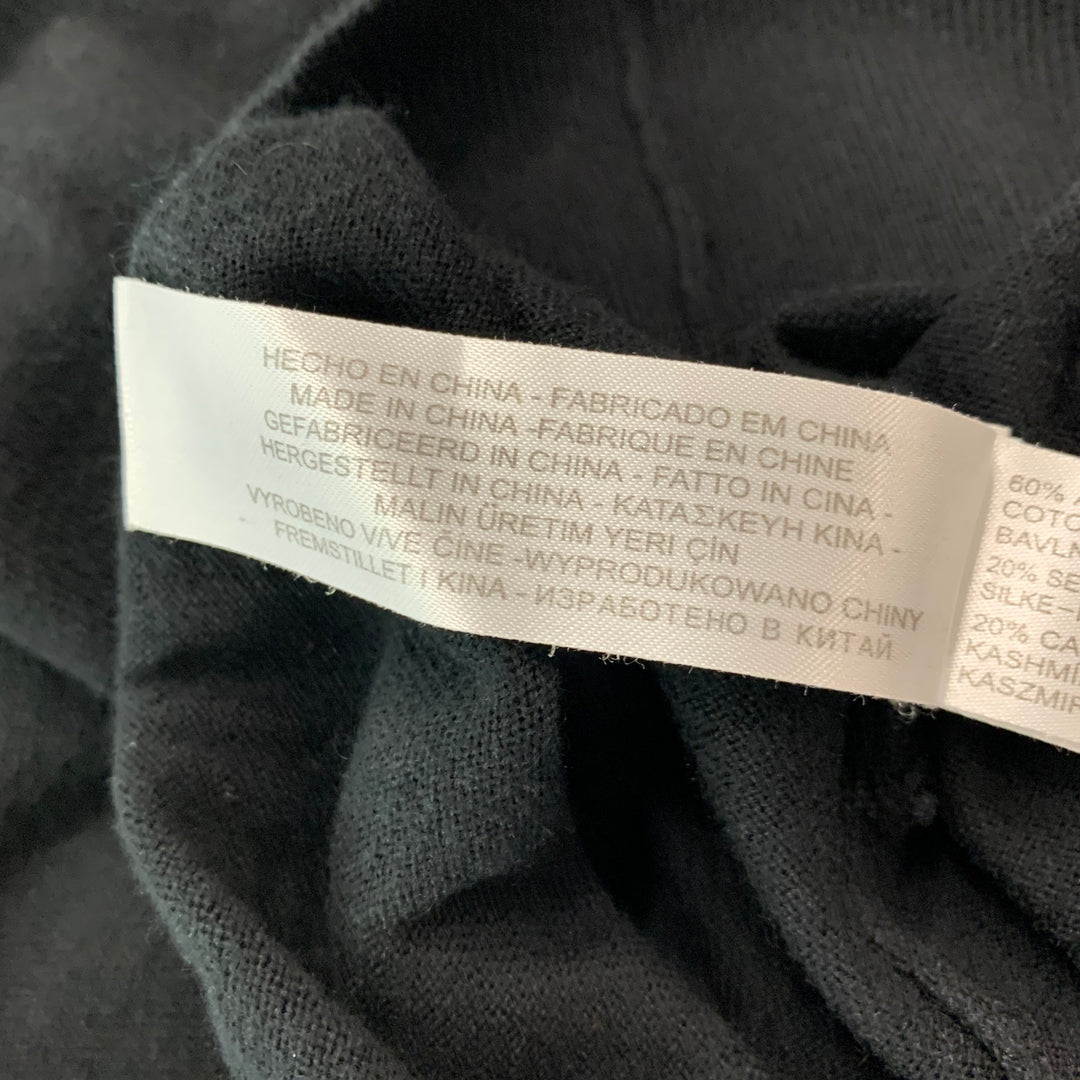 HECHO EN CHINA - FABRICADO EM CHINA
MADE IN CHINA -FABRIQUE EN CHINE
GEFABRICEERD IN CHINA - FATTO IN CINA -
HERGESTELLT IN CHINA - ΚΑΤΑΣΚΕΥΗ ΚΙΝΑ -
MALIN ÜRETIM YERI ÇİN
VYROBENO V/VE CÍNE -WYPRODUKOWANO CHINY
FREMSTILLET I KINA - ИЗРАБОТЕНО В КИТАЙ
60%
COTO
BAVLN
20% SE
SILKE-
20% CA
KASHMI
KASZMIR